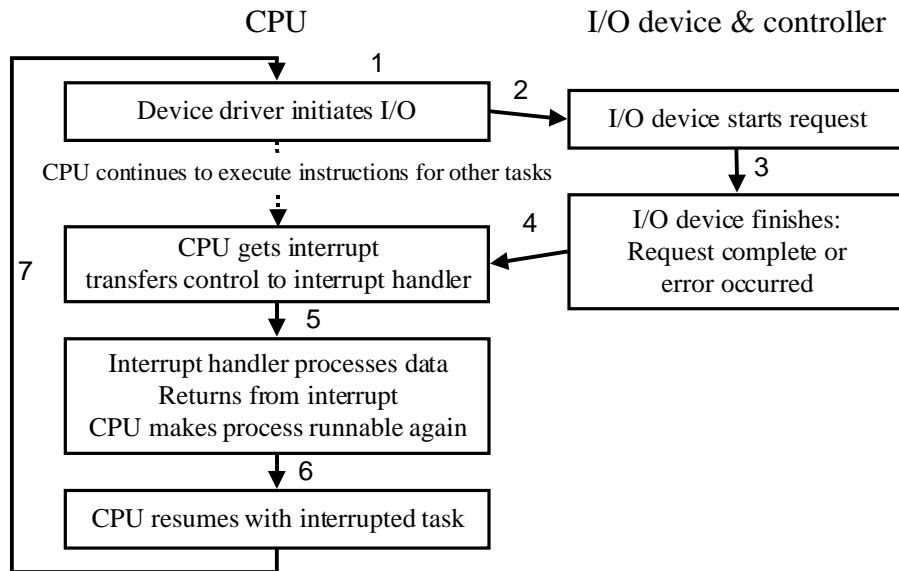 CPU
I/O device & controller
1
Device driver initiates I/O
2
I/O device starts request
CPU continues to execute instructions for other tasks
3
I/O device finishes:
Request complete or
error occurred
4
CPU gets interrupt
transfers control to interrupt handler
7
5
Interrupt handler processes data
Returns from interrupt
CPU makes process runnable again
6
CPU resumes with interrupted task